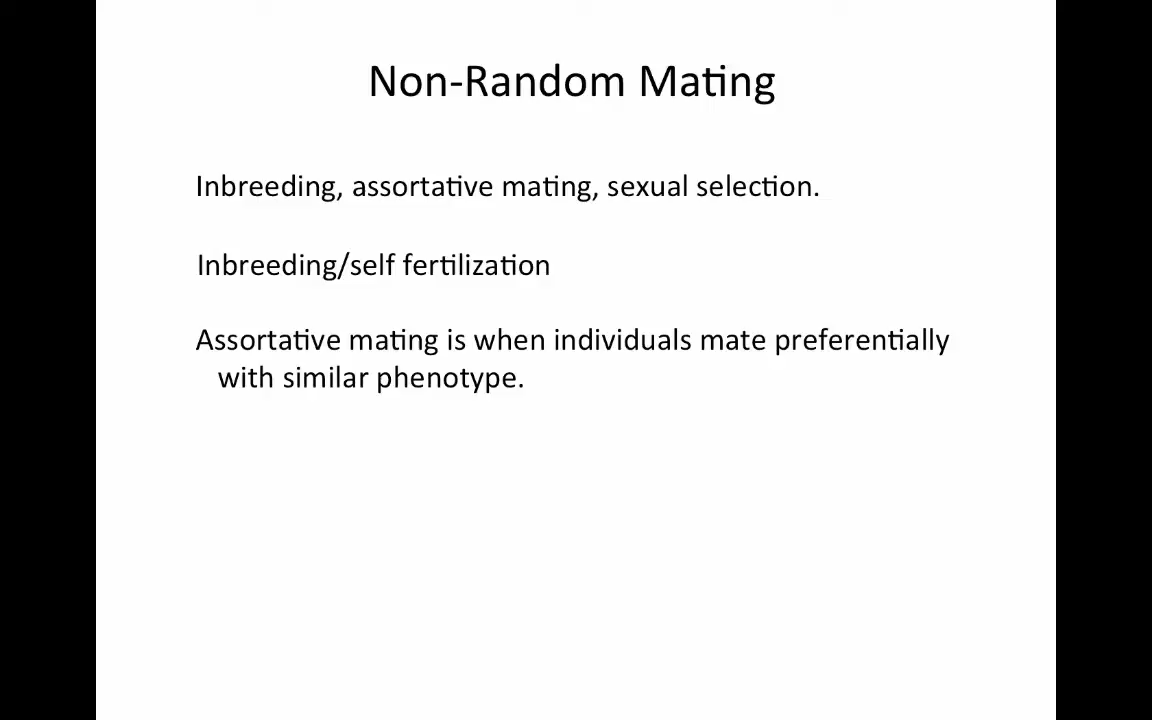 Non-Random Mating
Inbreeding, assortative mating, sexual selection.
Inbreeding/self fertilization
Assortative mating is when individuals mate preferentially
with similar phenotype.